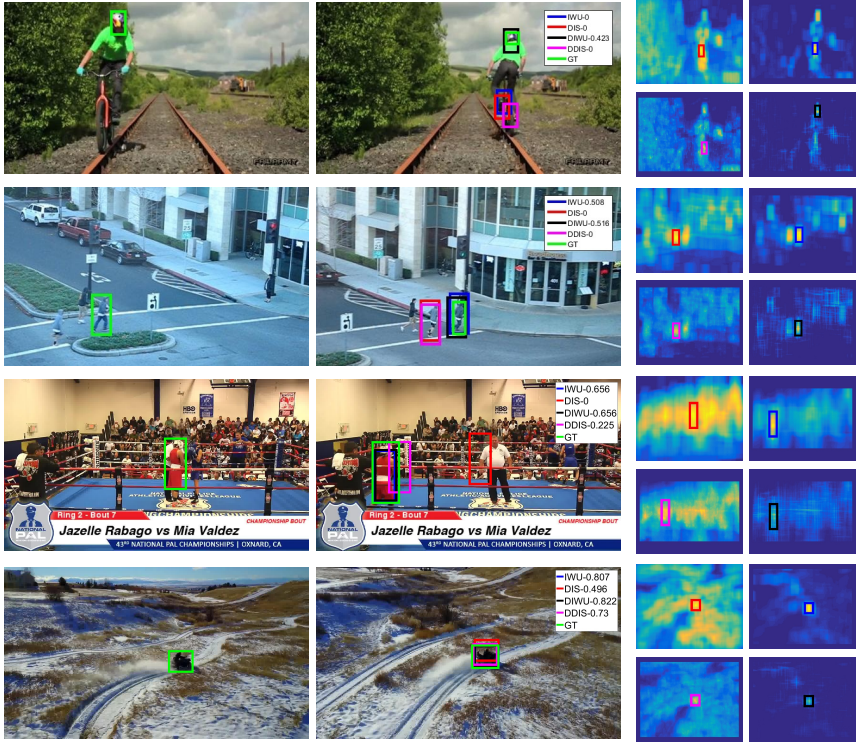 IWU-0
DIS-0
DIWU-0.423
DDIS-0
GT
IWU-0.508
DIS-0
DIWU-0.516
DDIS-0
GT
HBO
Ring 2 - Bout 7
CHAMPIONSHIP BOUT
NATIONAL
PAL
Jazelle Rabago vs Mia Valdez
43RD NATIONAL PAL CHAMPIONSHIPS | OXNARD, CA
HBO
IWU-0.656
DIS-0
DIWU-0.656
DDIS-0.225
GT
Ring 2 - Bout 7
CHAMPIONSHIP BOUT
NATIONAL
PAL
Jazelle Rabago vs Mia Valdez
43RD NATIONAL PAL CHAMPIONSHIPS | OXNARD, CA
IWU-0.807
DIS-0.496
DIWU-0.822
DDIS-0.73
GT